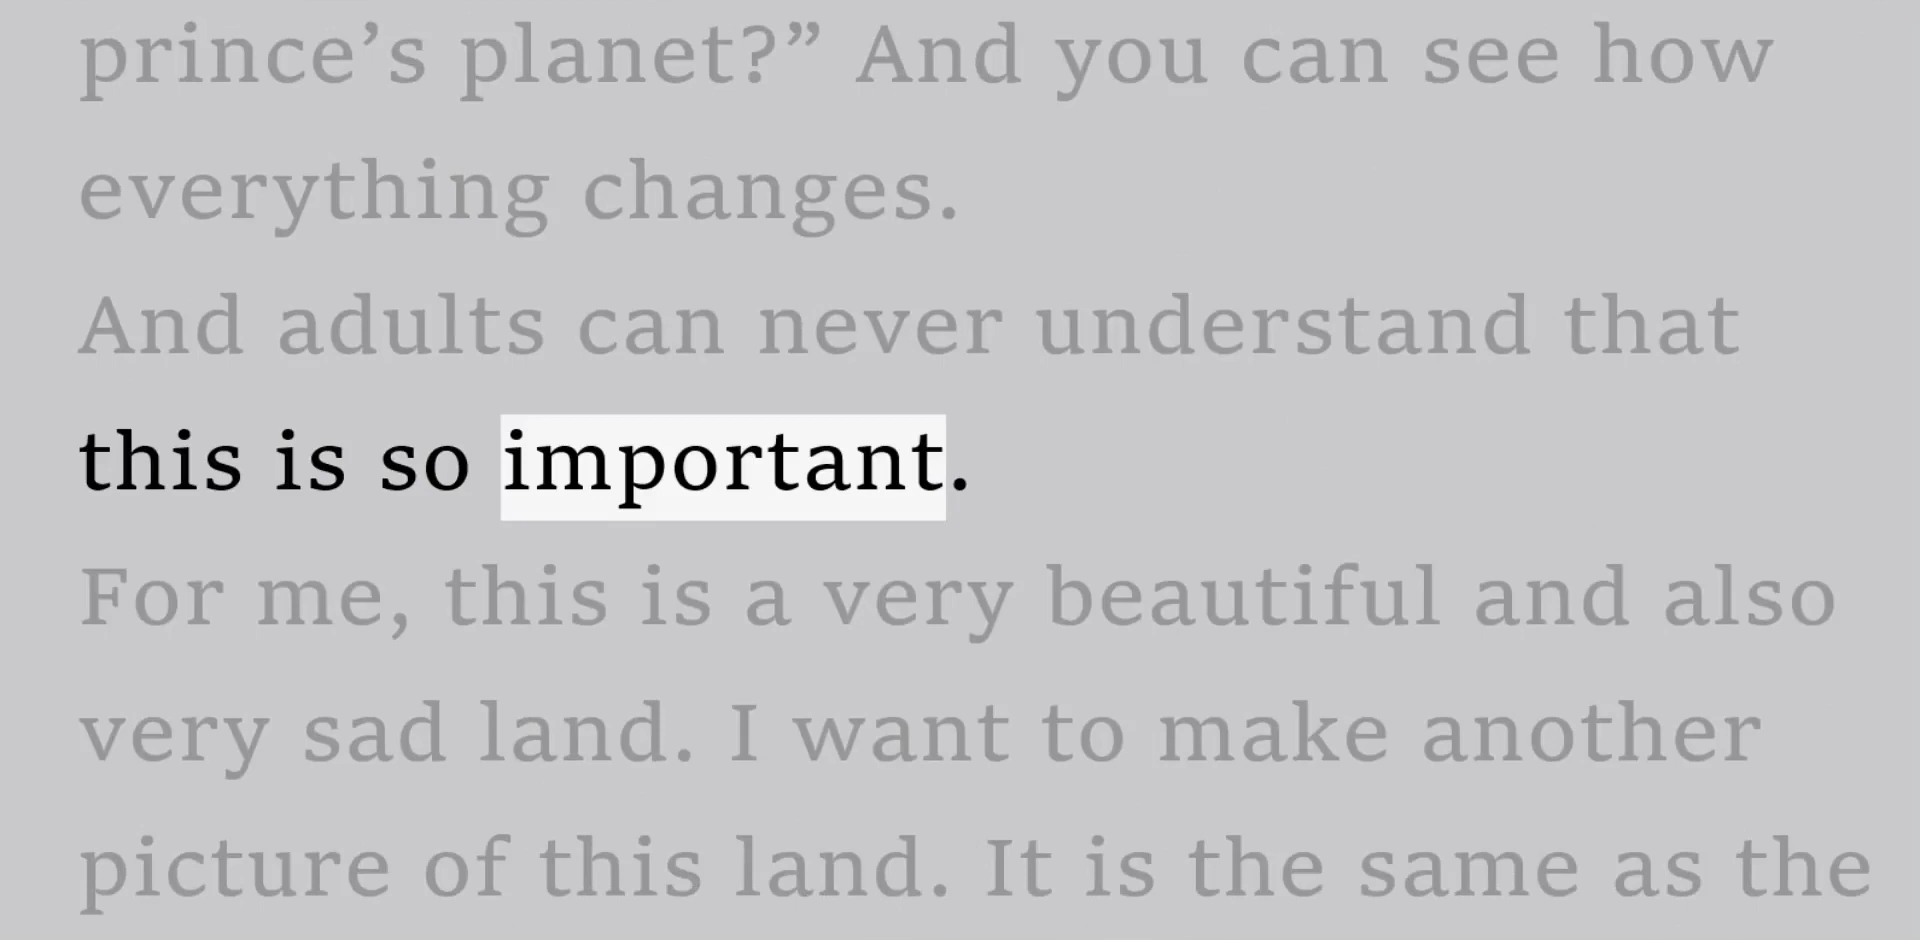 prince’s planet?” And you can see how
everything changes.
And adults can never understand that
this is so important.
For me, this is a very beautiful and also
very sad land. I want to make another
picture of this land. It is the same as the